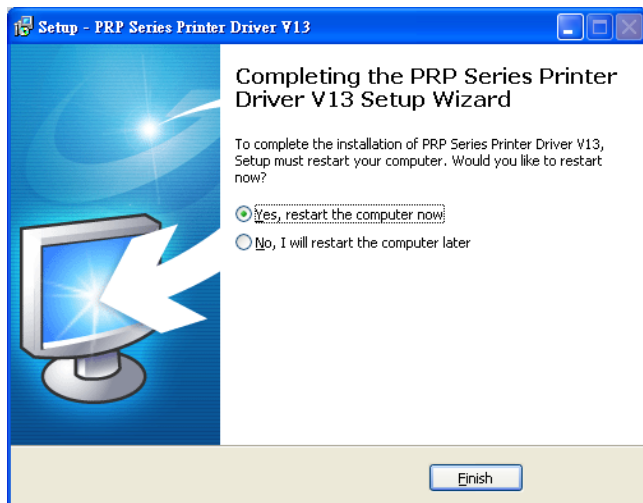 Setup - PRP Series Printer Driver V13
Completing the PRP Series Printer
Driver V13 Setup Wizard
To complete the installation of PRP Series Printer Driver V13,
Setup must restart your computer. Would you like to restart
now?
Yes, restart the computer now
No, I will restart the computer later
Finish